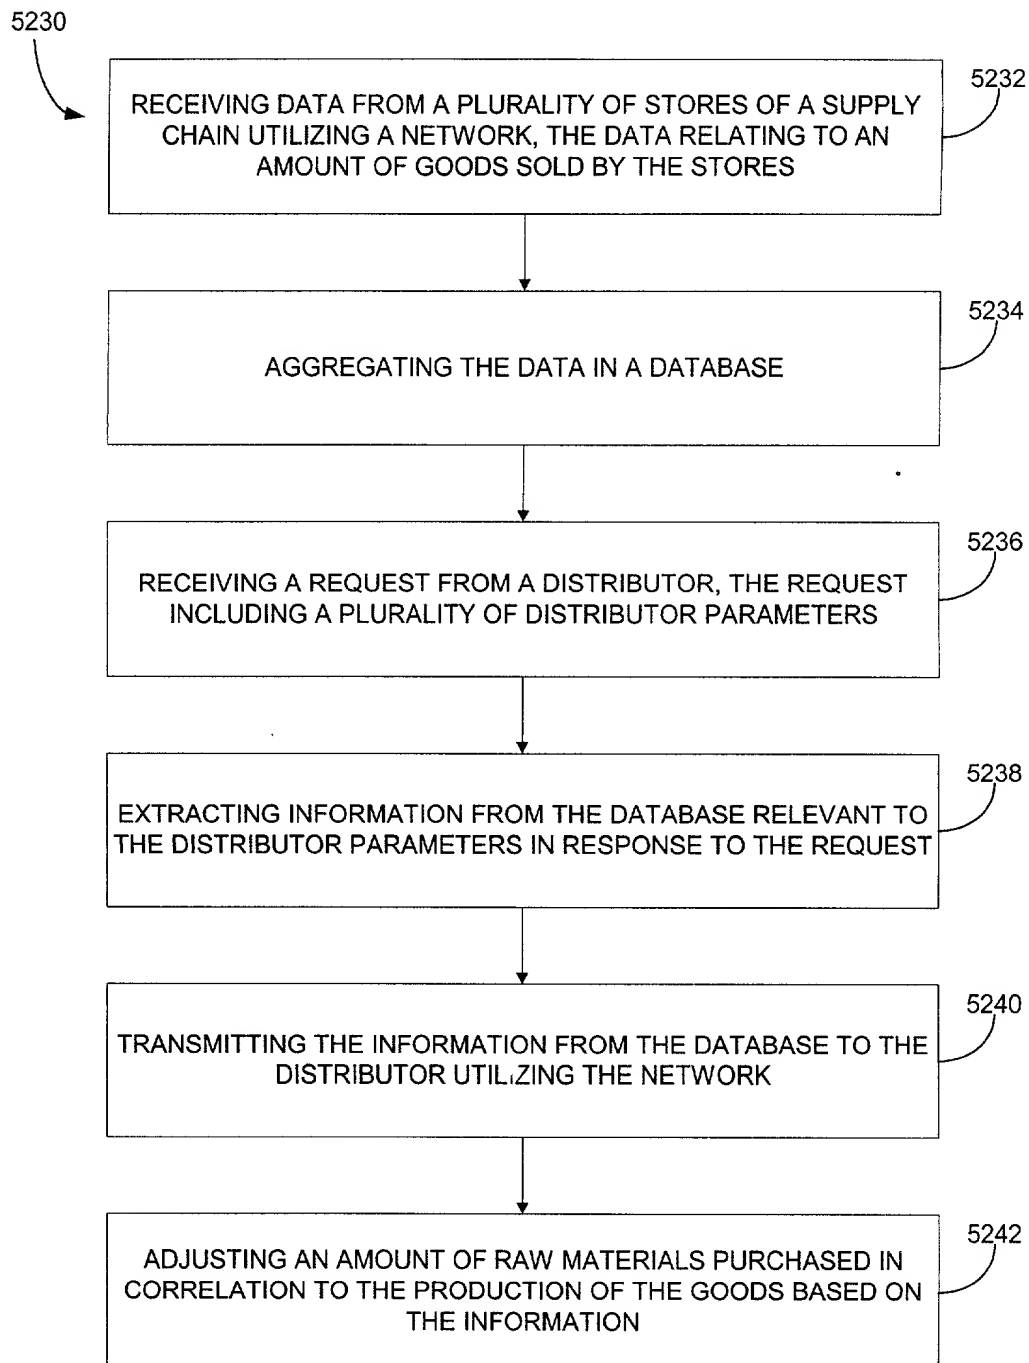 5230
RECEIVING DATA FROM A PLURALITY OF STORES OF A SUPPLY
CHAIN UTILIZING A NETWORK, THE DATA RELATING TO AN
AMOUNT OF GOODS SOLD BY THE STORES
5232
AGGREGATING THE DATA IN A DATABASE
5234
RECEIVING A REQUEST FROM A DISTRIBUTOR, THE REQUEST
INCLUDING A PLURALITY OF DISTRIBUTOR PARAMETERS
5236
EXTRACTING INFORMATION FROM THE DATABASE RELEVANT TO
THE DISTRIBUTOR PARAMETERS IN RESPONSE TO THE REQUEST
5238
TRANSMITTING THE INFORMATION FROM THE DATABASE TO THE
DISTRIBUTOR UTILIZING THE NETWORK
5240
ADJUSTING AN AMOUNT OF RAW MATERIALS PURCHASED IN
CORRELATION TO THE PRODUCTION OF THE GOODS BASED ON
THE INFORMATION
5242